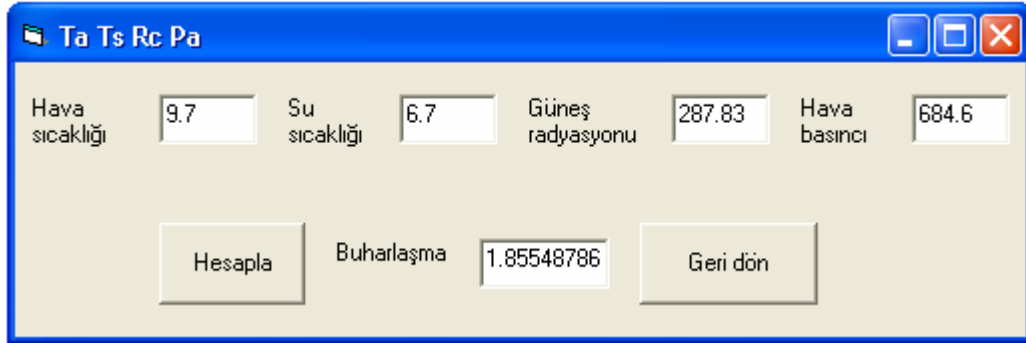 Ta Ts Rc Pa
Hava sıcaklığı
9.7
Su sıcaklığı
6.7
Güneş radyasyonu
287.83
Hava basıncı
684.6
Hesapla
Buharlaşma
1.85548786
Geri dön